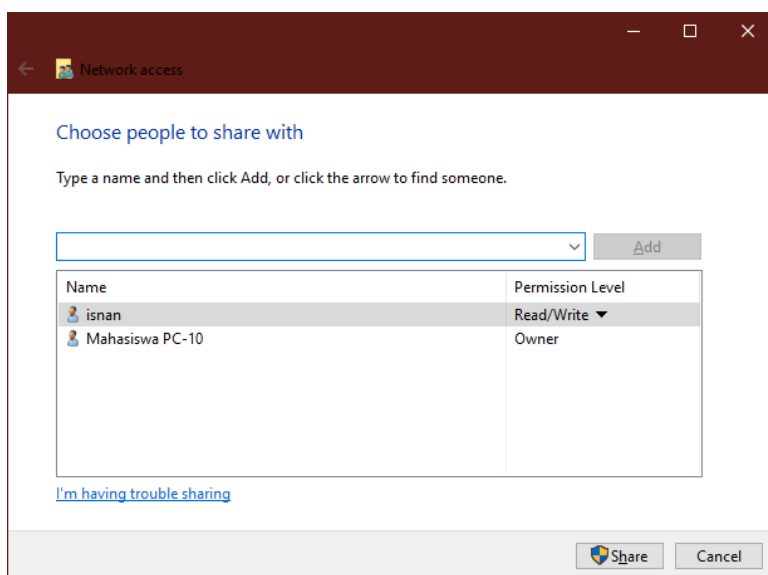 Network access
Choose people to share with
Type a name and then click Add, or click the arrow to find someone.
Add
Name Permission Level
isnan Read/Write
Mahasiswa PC-10 Owner
I'm having trouble sharing
Share Cancel